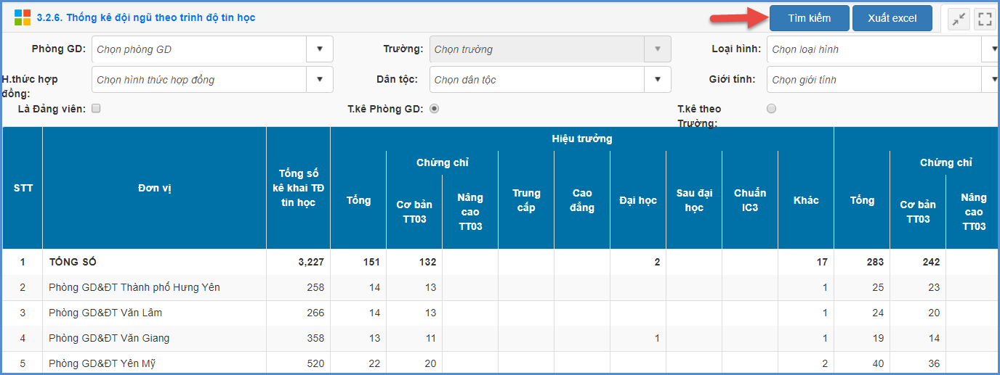 3.2.6. Thống kê đội ngũ theo trình độ tin học
Tìm kiếm
Xuất excel
Phòng GD: Chọn phòng GD
Trường: Chọn trường
Loại hình: Chọn loại hình
H.thức hợp đồng: Chọn hình thức hợp đồng
Dân tộc: Chọn dân tộc
Giới tính: Chọn giới tính
Là Đảng viên:
T.kê Phòng GD:
T.kê theo Trường:
STT
Đơn vị
Tổng số kê khai TĐ tin học
Hiệu trưởng
Tổng
Chứng chỉ
Cơ bản TT03
Nâng cao TT03
Trung cấp
Cao đẳng
Đại học
Sau đại học
Chuẩn IC3
Khác
Tổng
Chứng chỉ
Cơ bản TT03
Nâng cao TT03
1 TỔNG SỐ 3,227 151 132 2 17 283 242
2 Phòng GD&ĐT Thành phố Hưng Yên 258 14 13 1 25 23
3 Phòng GD&ĐT Văn Lâm 266 14 13 1 24 20
4 Phòng GD&ĐT Văn Giang 358 13 11 1 1 19 14
5 Phòng GD&ĐT Yên Mỹ 520 22 20 2 40 36